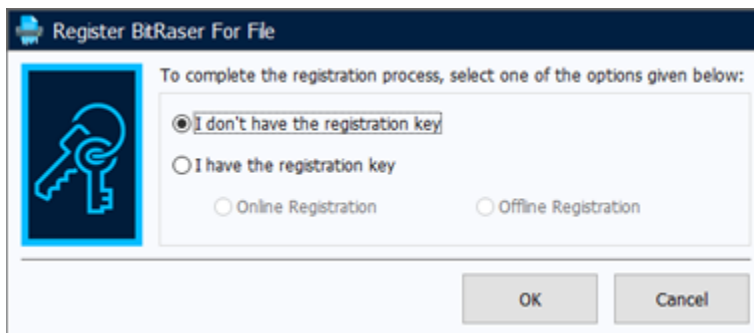 Register BitRaser For File
To complete the registration process, select one of the options given below:
I don't have the registration key
I have the registration key
Online Registration Offline Registration
OK Cancel